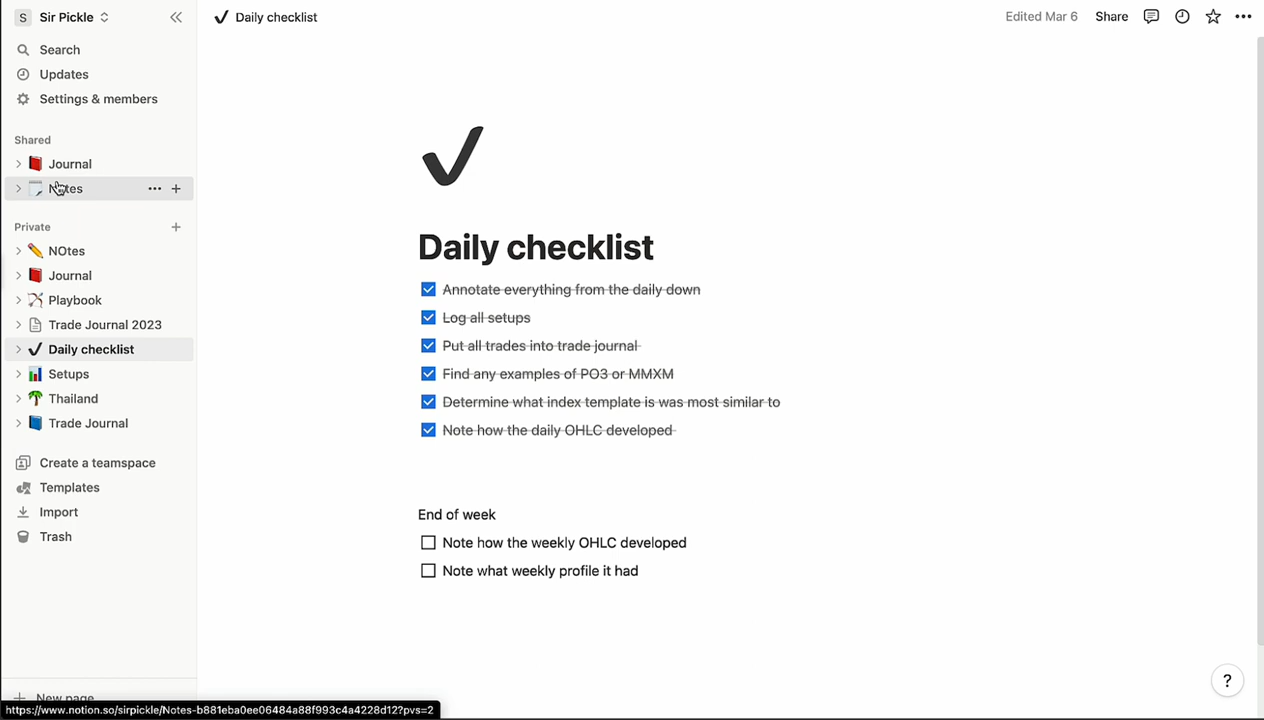 S Sir Pickle
Daily checklist
Edited Mar 6
Share
Search
Updates
Settings & members
Shared
Journal
Notes
Private
NOtes
Journal
Playbook
Trade Journal 2023
Daily checklist
Setups
Thailand
Trade Journal
Create a teamspace
Templates
Import
Trash
New page
https://www.notion.so/sirpickle/Notes-b881eba0ee06484a88f993c4a4228d12?pvs=2
Daily checklist
Annotate everything from the daily down
Log all setups
Put all trades into trade journal
Find any examples of PO3 or MMXM
Determine what index template is was most similar to
Note how the daily OHLC developed
End of week
Note how the weekly OHLC developed
Note what weekly profile it had
?